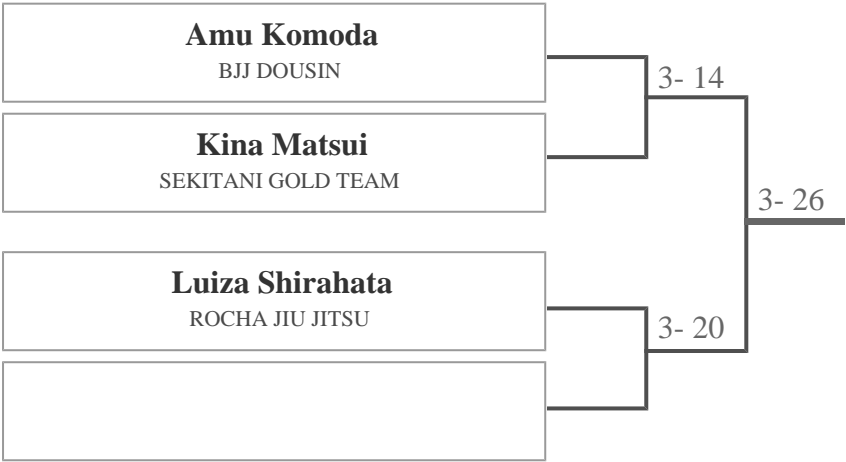 Amu Komoda
BJJ DOUSIN
3- 14
Kina Matsui
SEKITANI GOLD TEAM
3- 26
Luiza Shirahata
ROCHA JIU JITSU
3- 20